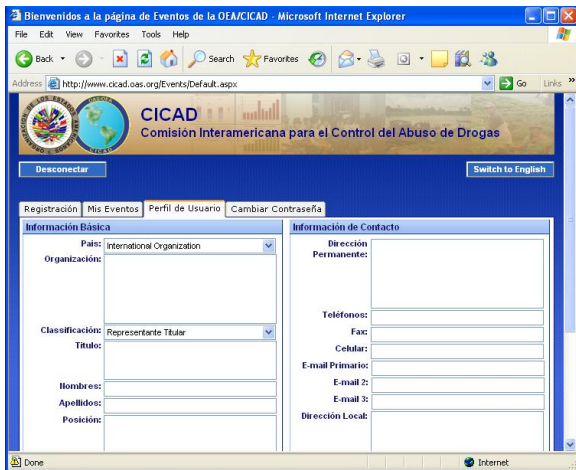 Bienvenidos a la página de Eventos de la OEA/CICAD - Microsoft Internet Explorer
File Edit View Favorites Tools Help
Back Search Favorites
Address http://www.cicad.oas.org/Events/Default.aspx Go Links »
CICAD
Comisión Interamericana para el Control del Abuso de Drogas
Desconectar Switch to English
Registración Mis Eventos Perfil de Usuario Cambiar Contraseña
Información Básica
Pais: International Organization
Organización:
Classificación: Representante Titular
Titulo:
Nombres:
Apellidos:
Posición:
Información de Contacto
Dirección
Permanente:
Teléfonos:
Fax:
Celular:
E-mail Primario:
E-mail 2:
E-mail 3:
Dirección Local:
Done Internet